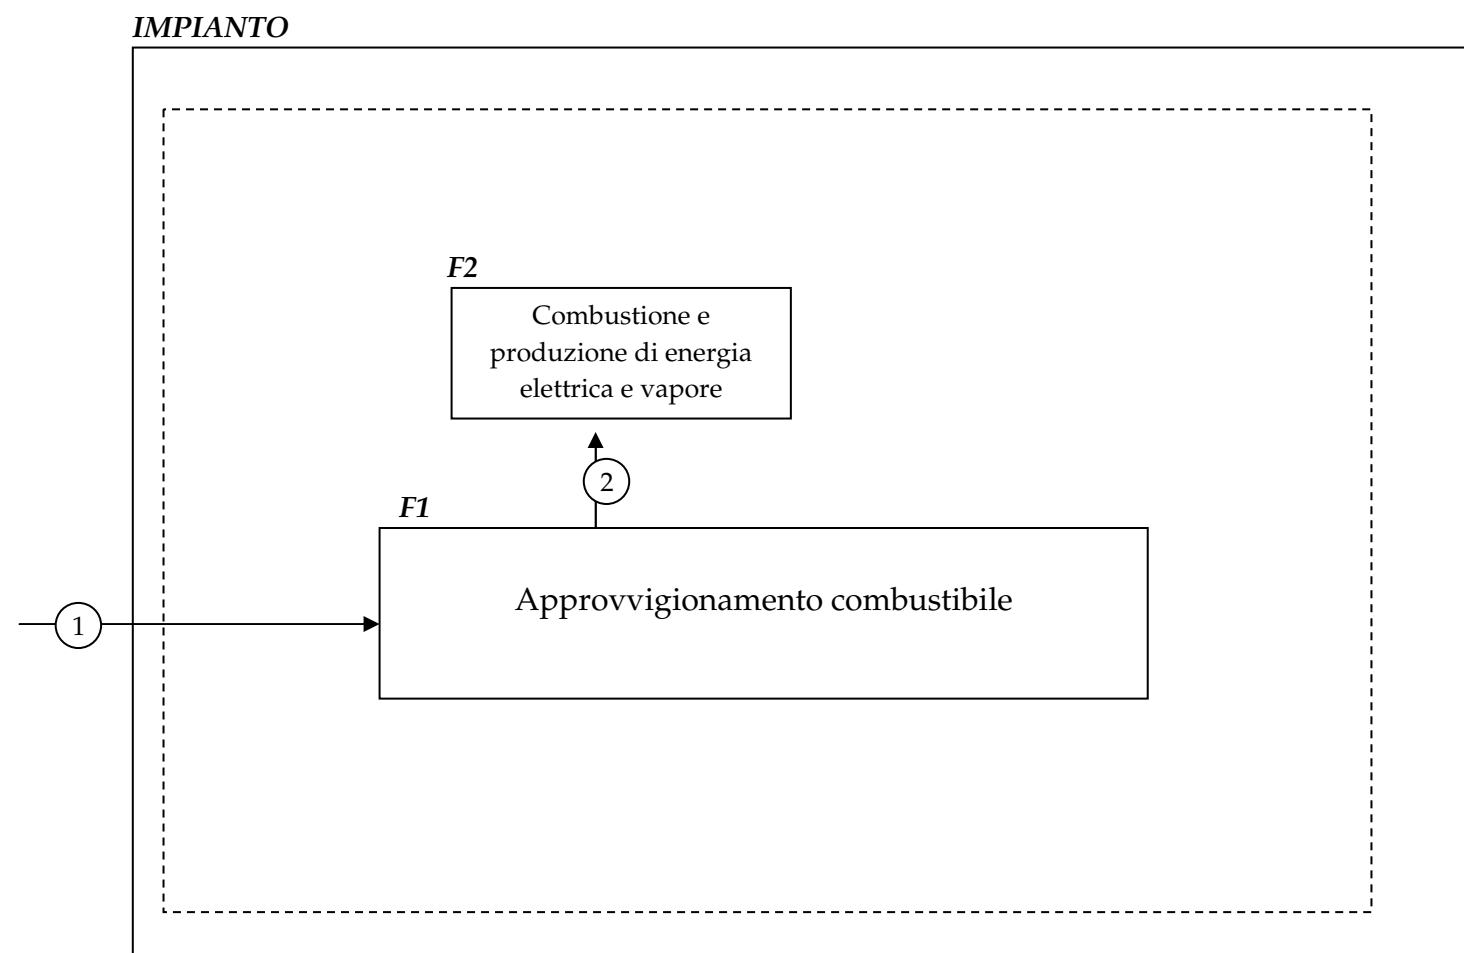 IMPIANTO
F2
Combustione e
produzione di energia
elettrica e vapore
2
F1
Approvvigionamento combustibile
1